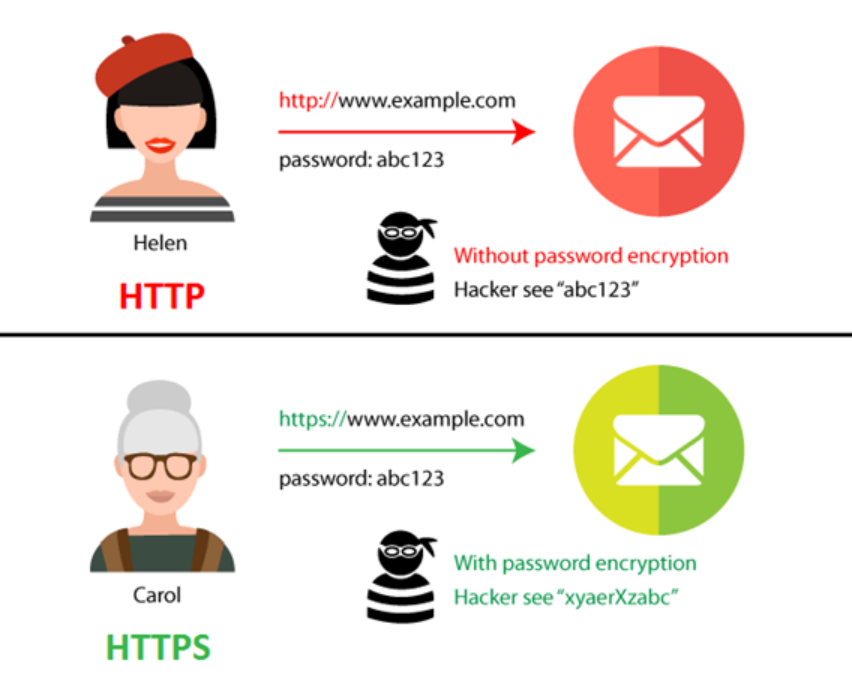 http://www.example.com
password: abc123
Helen
HTTP
Without password encryption
Hacker see “abc123”
https://www.example.com
password: abc123
Carol
HTTPS
With password encryption
Hacker see “xyaerXzabc”